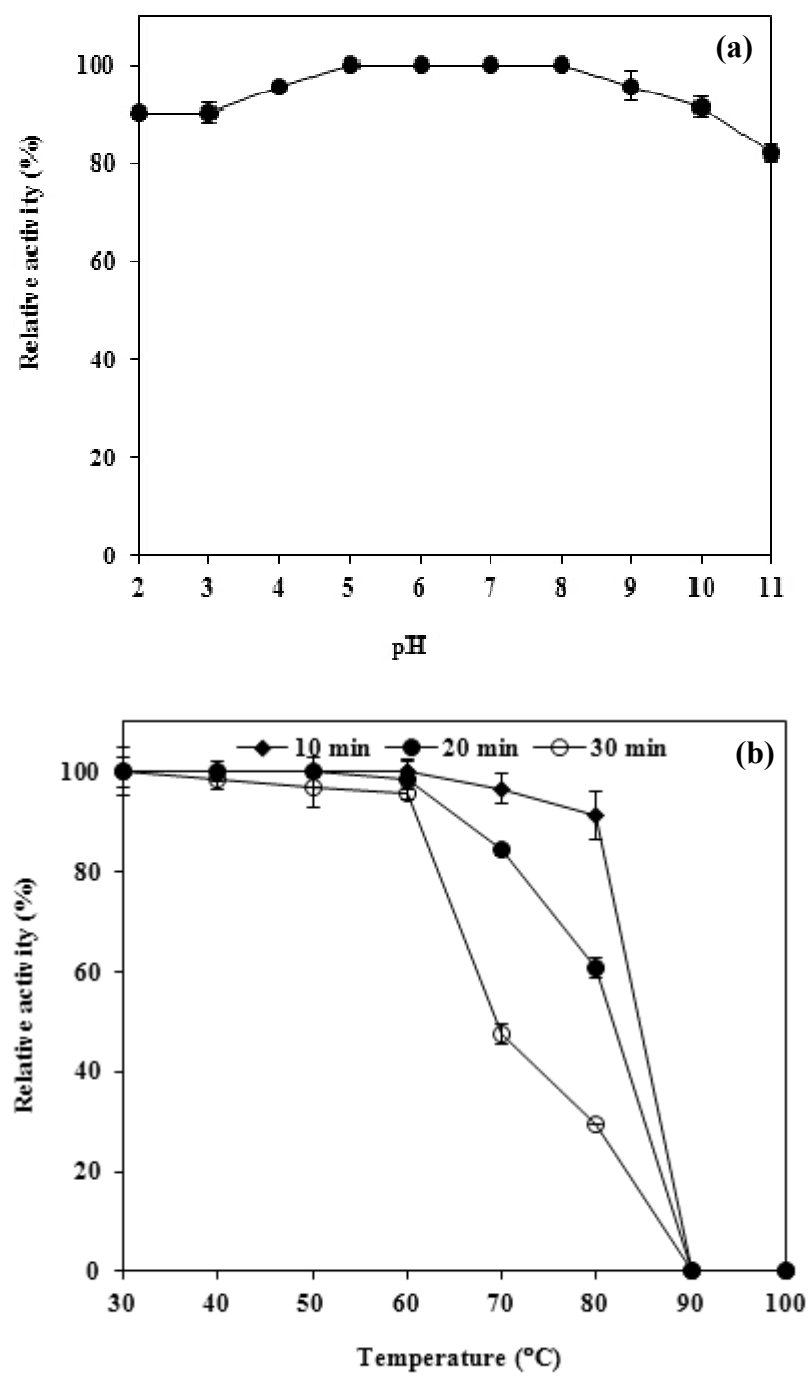 (a)
100
80
60
40
20
0
Relative activity (%)
2 3 4 5 6 7 8 9 10 11
pH
(b)
10 min 20 min 30 min
100
80
60
40
20
0
Relative activity (%)
30 40 50 60 70 80 90 100
Temperature (ºC)